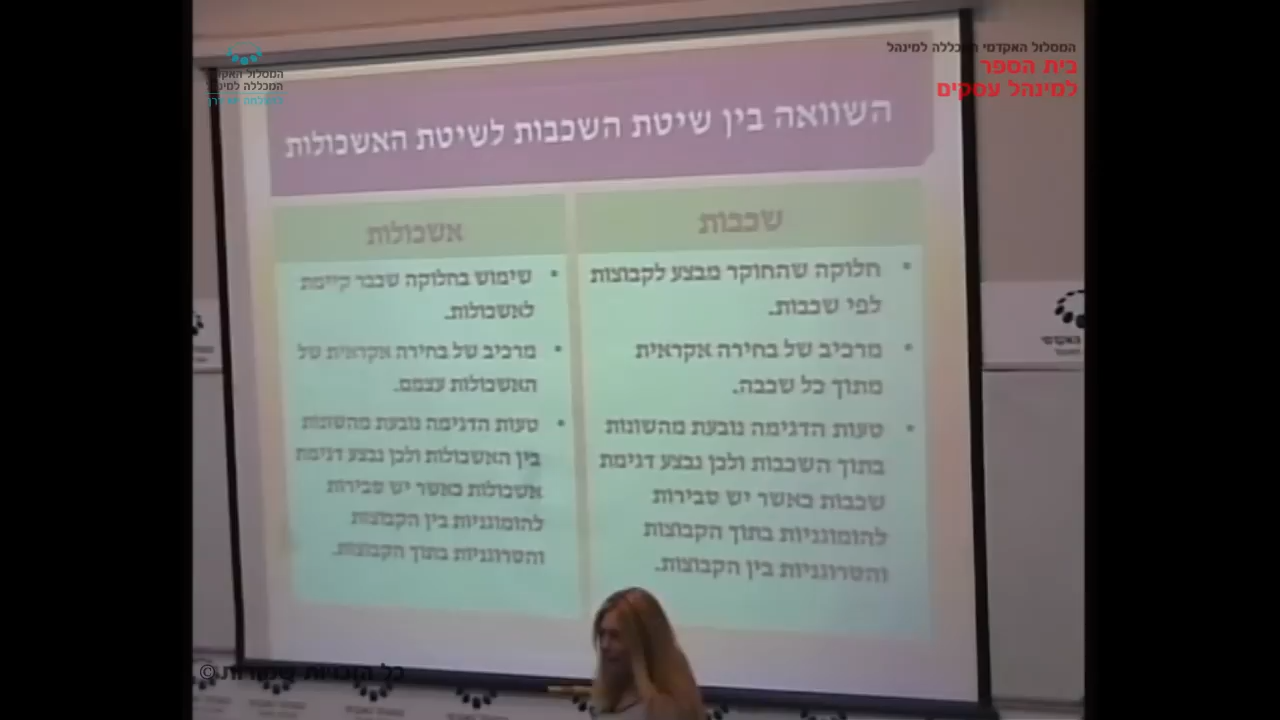 המסלול האקדמי המכללה למינהל
בית הספר
למינהל עסקים
המסלול האקדמי
המכללה למינהל
השוואה בין שיטת השכבות לשיטת האשכולות
שכבות
• חלוקה שהחוקר מבצע לקבוצות
לפי שכבות.
• מרכיב של בחירה אקראית
מתוך כל שכבה.
• טעות הדגימה נובעת מהשונות
בתוך השכבות ולכן נבצע דגימת
שכבות כאשר יש סבירות
להומוגניות בתוך הקבוצות
והטרוגניות בין הקבוצות.
אשכולות
• שימוש בחלוקה שכבר קיימת
לאשכולות.
• מרכיב של בחירה אקראית של
האשכולות עצמם.
• טעות הדגימה נובעת מהשונות
בין האשכולות ולכן נבצע דגימת
אשכולות כאשר יש סבירות
להומוגניות בין הקבוצות
והטרוגניות בתוך הקבוצות.
כל הזכויות שמורות ©